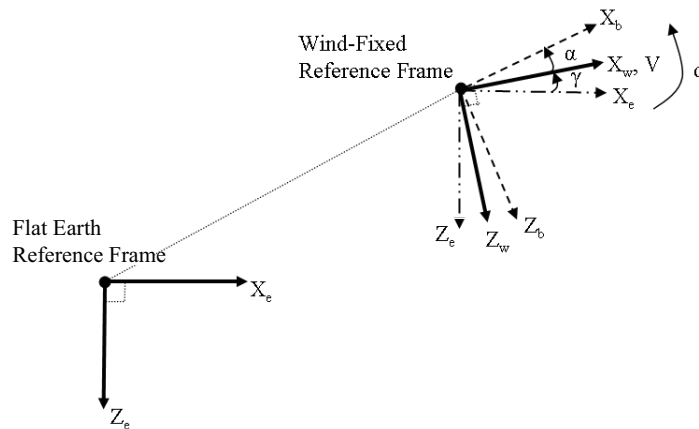 X_b
Wind-Fixed
Reference Frame
α
X_w, V
γ
X_e
Z_e
Z_w
Z_b
Flat Earth
Reference Frame
X_e
Z_e